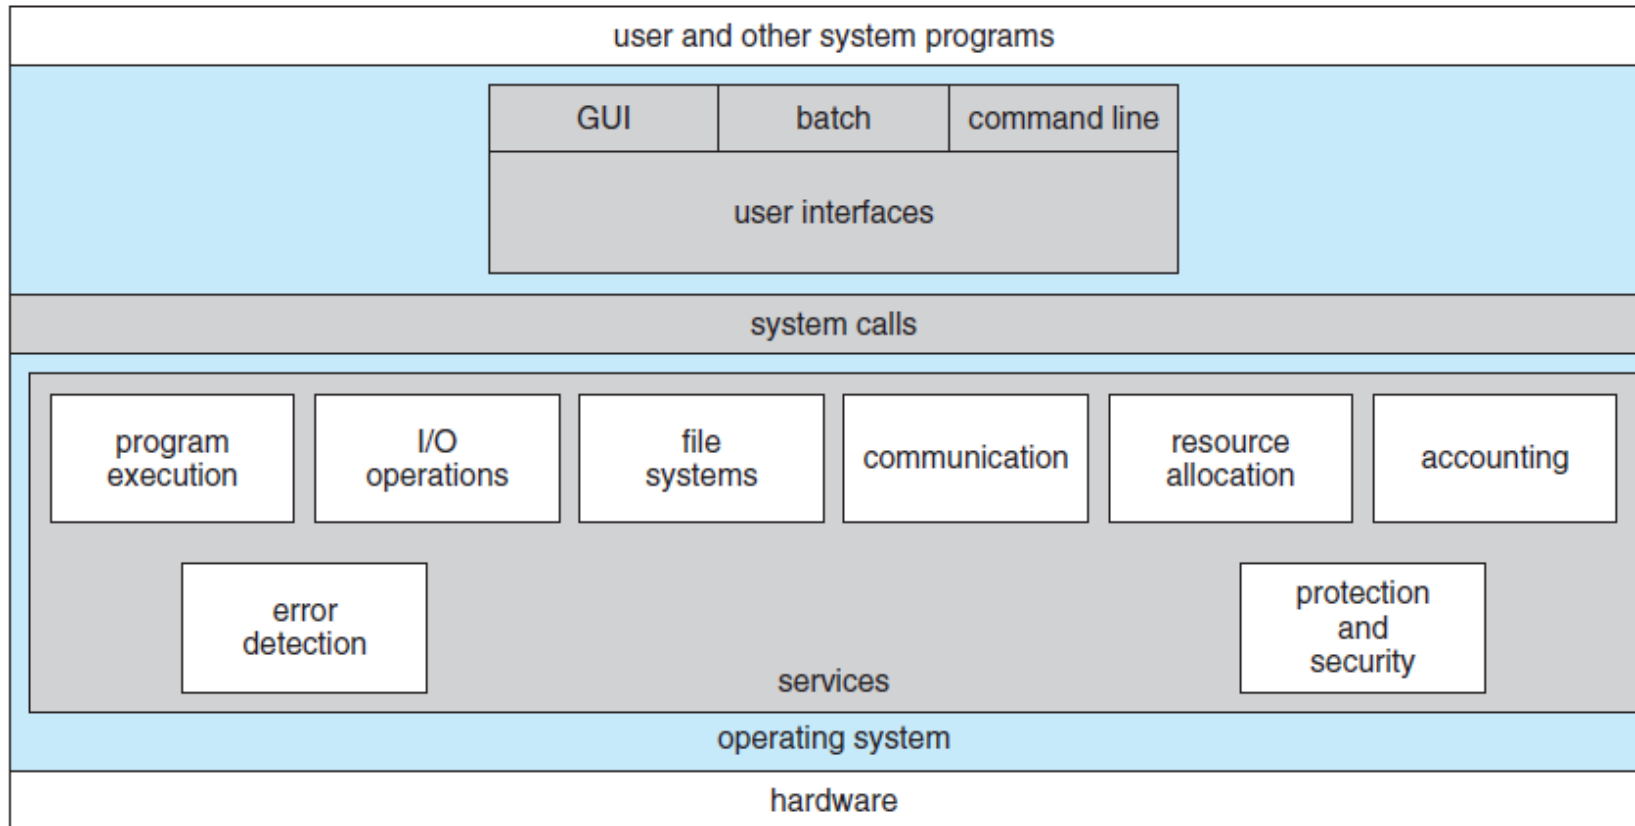 user and other system programs
GUI
batch
command line
user interfaces
system calls
program
execution
I/O
operations
file
systems
communication
resource
allocation
accounting
error
detection
protection
and
security
services
operating system
hardware